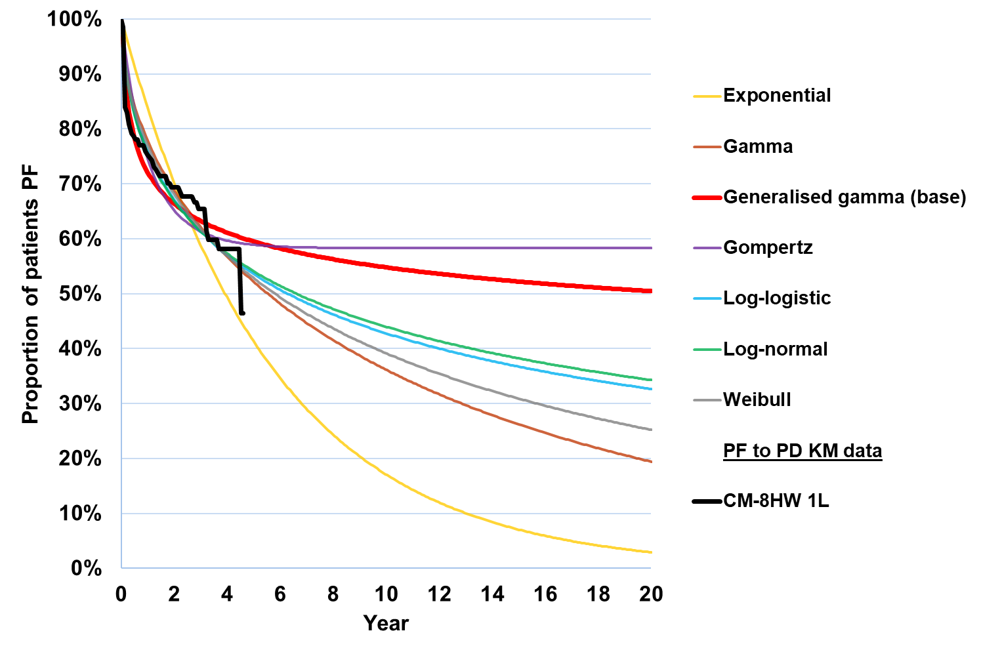 100%
90%
80%
70%
60%
50%
40%
30%
20%
10%
0%
Proportion of patients PF
0 2 4 6 8 10 12 14 16 18 20
Year
Exponential
Gamma
Generalised gamma (base)
Gompertz
Log-logistic
Log-normal
Weibull
PF to PD KM data
CM-8HW 1L